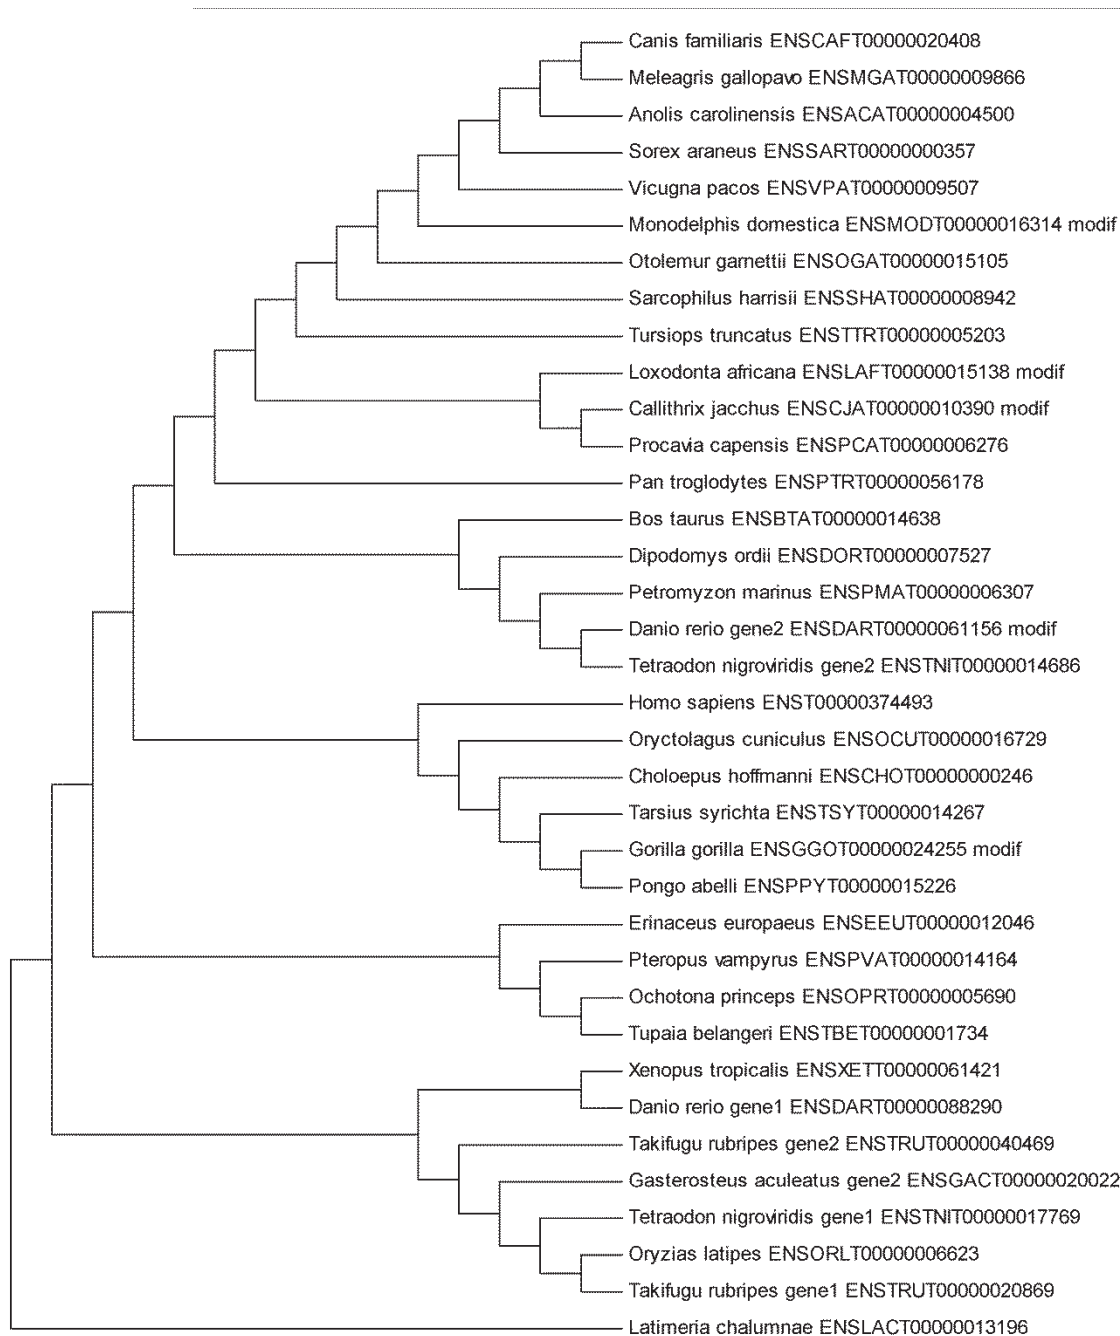 Canis familiaris ENSCAFT00000020408
Meleagris gallopavo ENSMGAT00000009866
Anolis carolinensis ENSACAT00000004500
Sorex araneus ENSSART00000000357
Vicugna pacos ENSVPAT00000009507
Monodelphis domestica ENSMODT00000016314 modif
Otolemur garnettii ENSOGAT00000015105
Sarcophilus harrisii ENSSHAT00000008942
Tursiops truncatus ENSTTRT00000005203
Loxodonta africana ENSLAFT00000015138 modif
Callithrix jacchus ENSCJAT00000010390 modif
Procavia capensis ENSPCAT00000006276
Pan troglodytes ENSPTRT00000056178
Bos taurus ENSBTAT00000014638
Dipodomys ordii ENSDORT00000007527
Petromyzon marinus ENSPMAT00000006307
Danio rerio gene2 ENSDART00000061156 modif
Tetraodon nigroviridis gene2 ENSTNIT00000014686
Homo sapiens ENST00000374493
Oryctolagus cuniculus ENSOCUT00000016729
Choloepus hoffmanni ENSCHOT00000000246
Tarsius syrichta ENSTSYT00000014267
Gorilla gorilla ENSGGOT00000024255 modif
Pongo abelli ENSPPYT00000015226
Erinaceus europaeus ENSEEUT00000012046
Pteropus vampyrus ENSPVAT00000014164
Ochotona princeps ENSOPRT00000005690
Tupaia belangeri ENSTBET00000001734
Xenopus tropicalis ENSXETT00000061421
Danio rerio gene1 ENSDART00000088290
Takifugu rubripes gene2 ENSTRUT00000040469
Gasterosteus aculeatus gene2 ENSGACT00000020022
Tetraodon nigroviridis gene1 ENSTNIT00000017769
Oryzias latipes ENSORLT00000006623
Takifugu rubripes gene1 ENSTRUT00000020869
Latimeria chalumnae ENSLACT00000013196